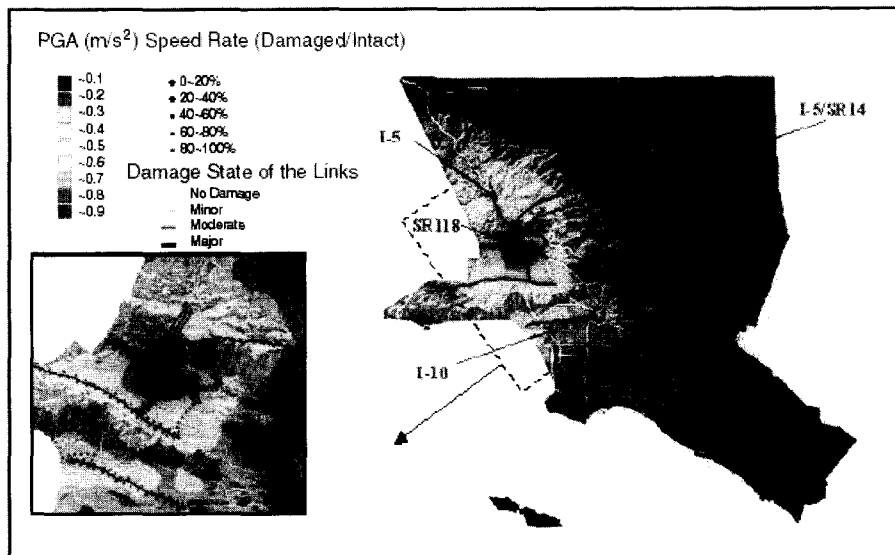 PGA (m/s²) Speed Rate (Damaged/Intact)
~0.1
~0.2
~0.3
~0.4
~0.5
~0.6
~0.7
~0.8
~0.9
0~20%
20~40%
40~60%
60~80%
80~100%
Damage State of the Links
No Damage
Minor
Moderate
Major
I-5
I-5/SR14
SR118
I-10